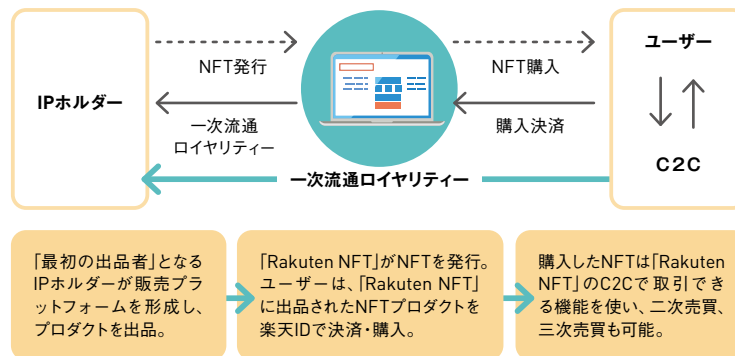 NFT発行
NFT購入
ユーザー
IPホルダー
一次流通
ロイヤリティー
購入決済
C2C
一次流通ロイヤリティー
「最初の出品者」となる
IPホルダーが販売プラ
ットフォームを形成し、
プロダクトを出品。
「Rakuten NFT」がNFTを発行。
ユーザーは、「Rakuten NFT」
に出品されたNFTプロダクトを
楽天IDで決済・購入。
購入したNFTは「Rakuten
NFT」のC2Cで取引でき
る機能を使い、二次売買、
三次売買も可能。